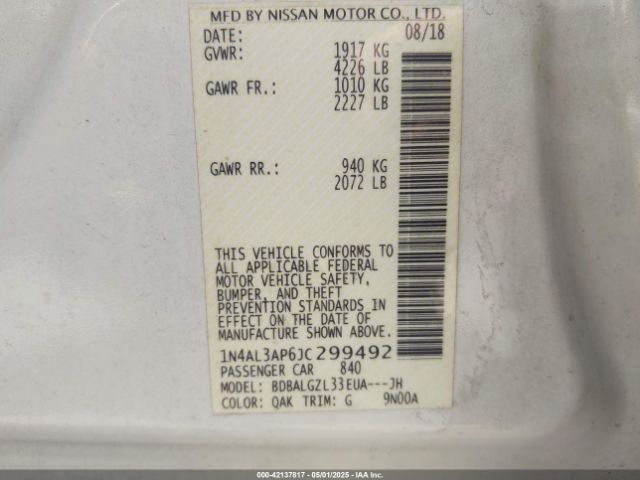 MFD BY NISSAN MOTOR CO., LTD.
DATE: 08/18
GVWR: 1917 KG
4226 LB
GAWR FR.: 1010 KG
2227 LB
GAWR RR.: 940 KG
2072 LB
THIS VEHICLE CONFORMS TO
ALL APPLICABLE FEDERAL
MOTOR VEHICLE SAFETY,
BUMPER, AND THEFT
PREVENTION STANDARDS IN
EFFECT ON THE DATE OF
MANUFACTURE SHOWN ABOVE.
1N4AL3AP6JC299492
PASSENGER CAR 840
MODEL: BDBALGZL33EUA---JH
COLOR: QAK TRIM: G 9N00A
000-42137817 - 05/01/2025 - IAA, Inc.